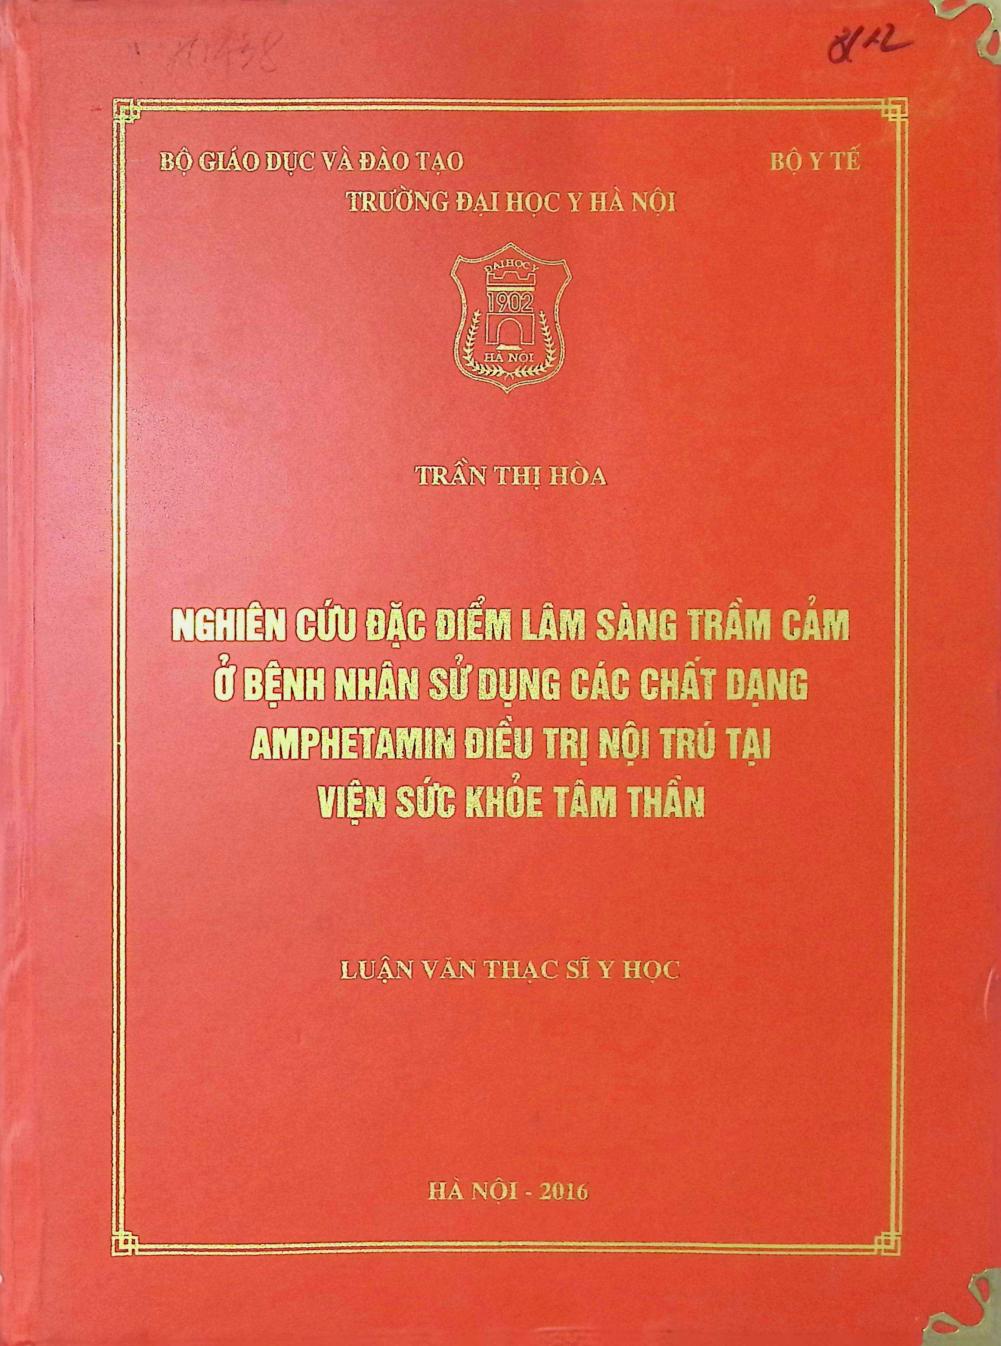 BỘ GIÁO DỤC VÀ ĐÀO TẠO BỘ Y TẾ
TRƯỜNG ĐẠI HỌC Y HÀ NỘI
ĐẠI HỌC Y
1902
HÀ NỘI
TRẦN THỊ HÒA
NGHIÊN CỨU ĐẶC ĐIỂM LÂM SÀNG TRẦM CẢM
Ở BỆNH NHÂN SỬ DỤNG CÁC CHẤT DẠNG
AMPHETAMIN ĐIỀU TRỊ NỘI TRÚ TẠI
VIỆN SỨC KHỎE TÂM THẦN
LUẬN VĂN THẠC SĨ Y HỌC
HÀ NỘI - 2016